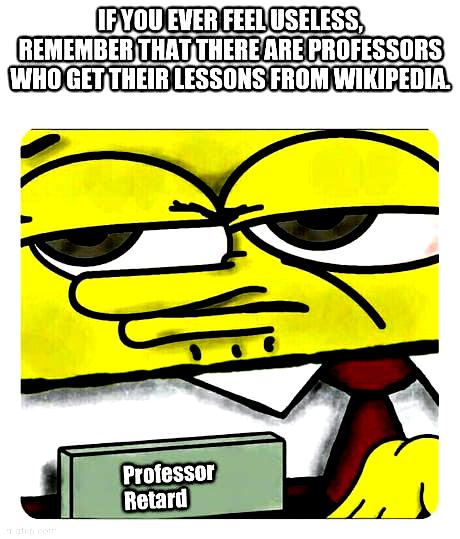 IF YOU EVER FEEL USELESS,
REMEMBER THAT THERE ARE PROFESSORS
WHO GET THEIR LESSONS FROM WIKIPEDIA.
Professor
Retard